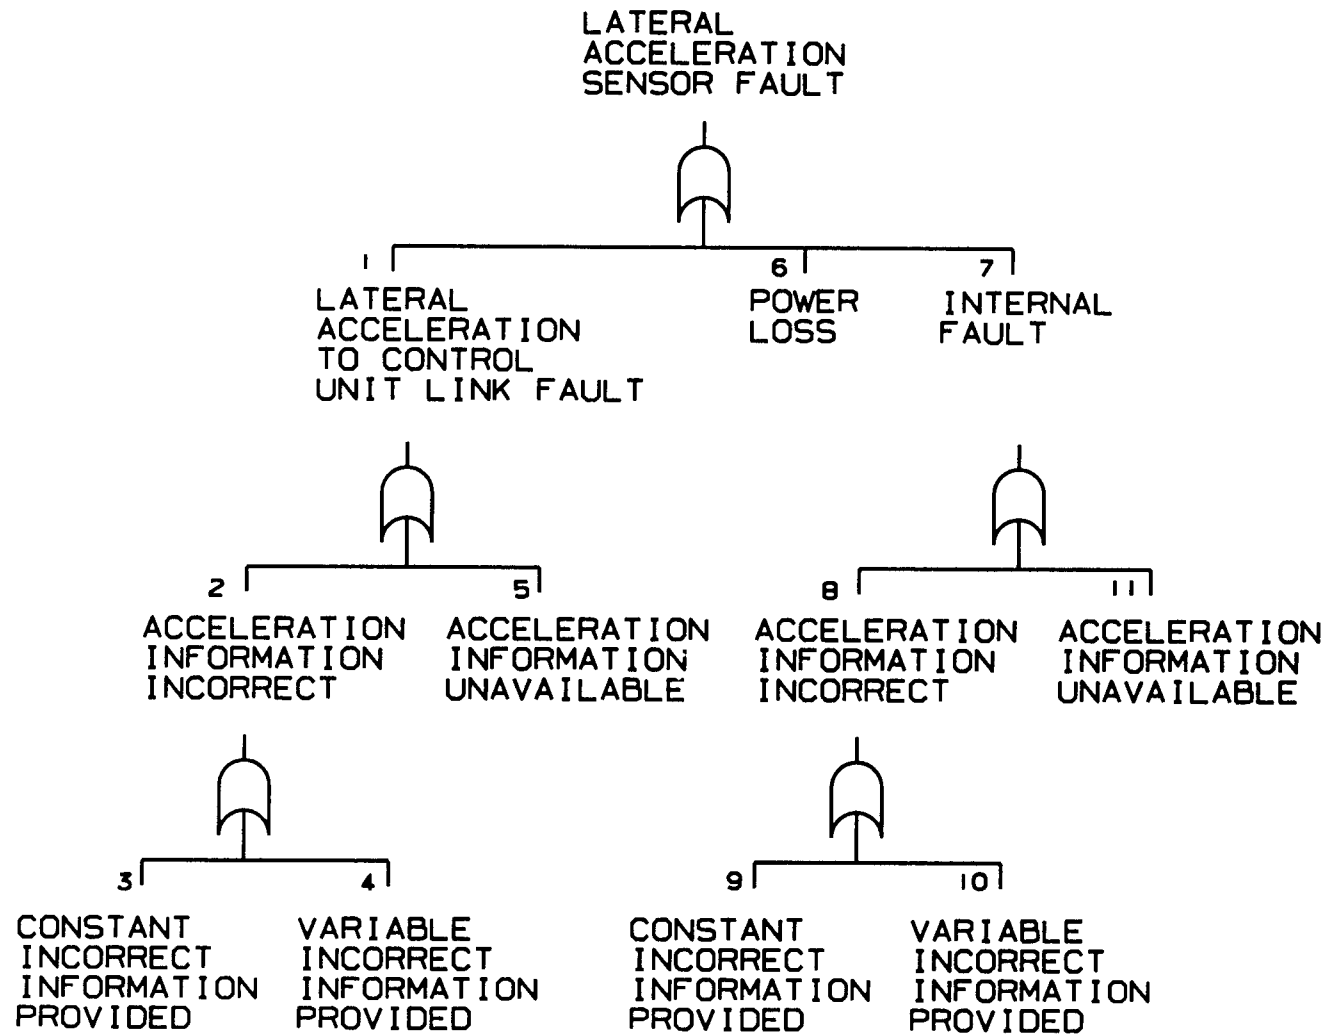 LATERAL
ACCELERATION
SENSOR FAULT
1
LATERAL
ACCELERATION
TO CONTROL
UNIT LINK FAULT
6
POWER
LOSS
7
INTERNAL
FAULT
2
ACCELERATION
INFORMATION
INCORRECT
5
ACCELERATION
INFORMATION
UNAVAILABLE
8
ACCELERATION
INFORMATION
INCORRECT
11
ACCELERATION
INFORMATION
UNAVAILABLE
3
CONSTANT
INCORRECT
INFORMATION
PROVIDED
4
VARIABLE
INCORRECT
INFORMATION
PROVIDED
9
CONSTANT
INCORRECT
INFORMATION
PROVIDED
10
VARIABLE
INCORRECT
INFORMATION
PROVIDED